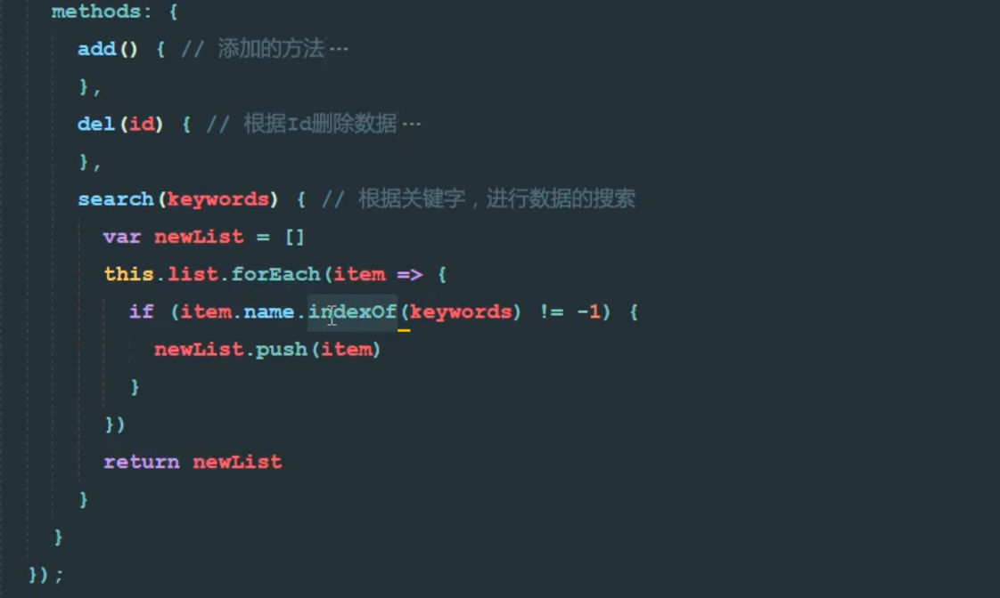 methods: {
add() { // 添加的方法…
},
del(id) { // 根据Id删除数据…
},
search(keywords) { // 根据关键字，进行数据的搜索
var newList = []
this.list.forEach(item => {
if (item.name.indexOf(keywords) != -1) {
newList.push(item)
}
})
return newList
}
}
});